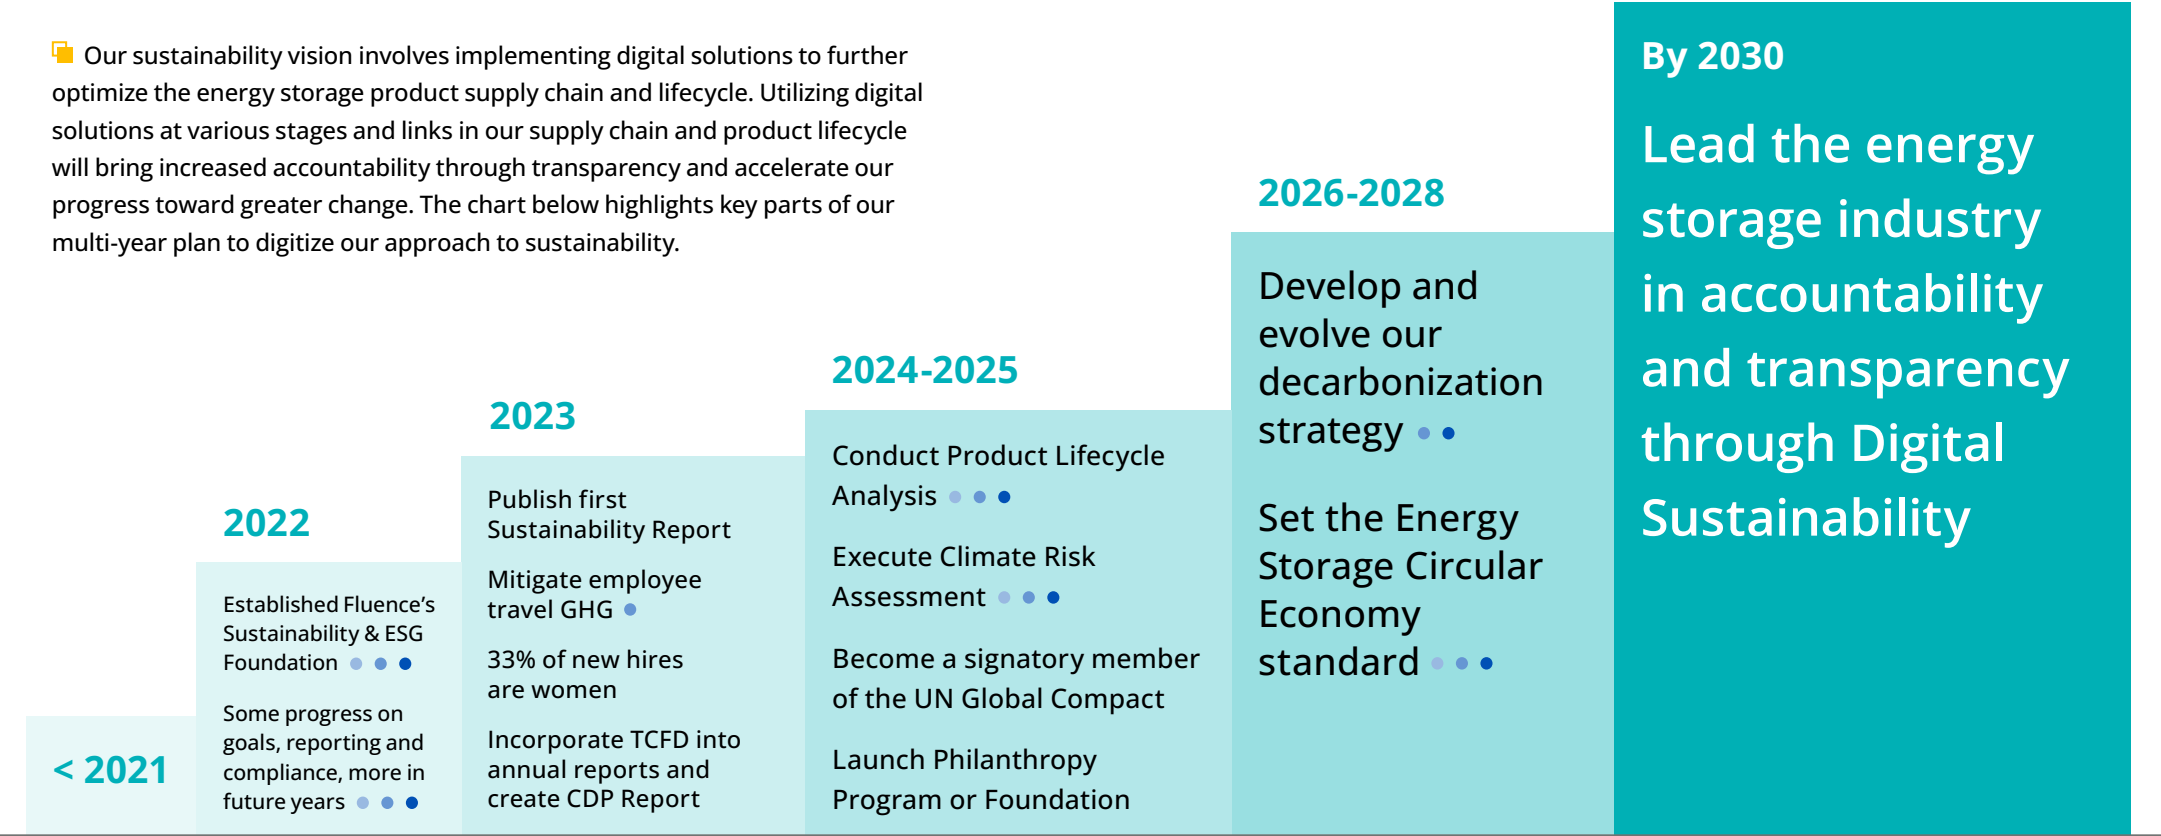 Our sustainability vision involves implementing digital solutions to further
optimize the energy storage product supply chain and lifecycle. Utilizing digital
solutions at various stages and links in our supply chain and product lifecycle
will bring increased accountability through transparency and accelerate our
progress toward greater change. The chart below highlights key parts of our
multi-year plan to digitize our approach to sustainability.
< 2021
2022
Established Fluence’s
Sustainability & ESG
Foundation
Some progress on
goals, reporting and
compliance, more in
future years
2023
Publish first
Sustainability Report
Mitigate employee
travel GHG
33% of new hires
are women
Incorporate TCFD into
annual reports and
create CDP Report
2024-2025
Conduct Product Lifecycle
Analysis
Execute Climate Risk
Assessment
Become a signatory member
of the UN Global Compact
Launch Philanthropy
Program or Foundation
2026-2028
Develop and
evolve our
decarbonization
strategy
Set the Energy
Storage Circular
Economy
standard
By 2030
Lead the energy
storage industry
in accountability
and transparency
through Digital
Sustainability